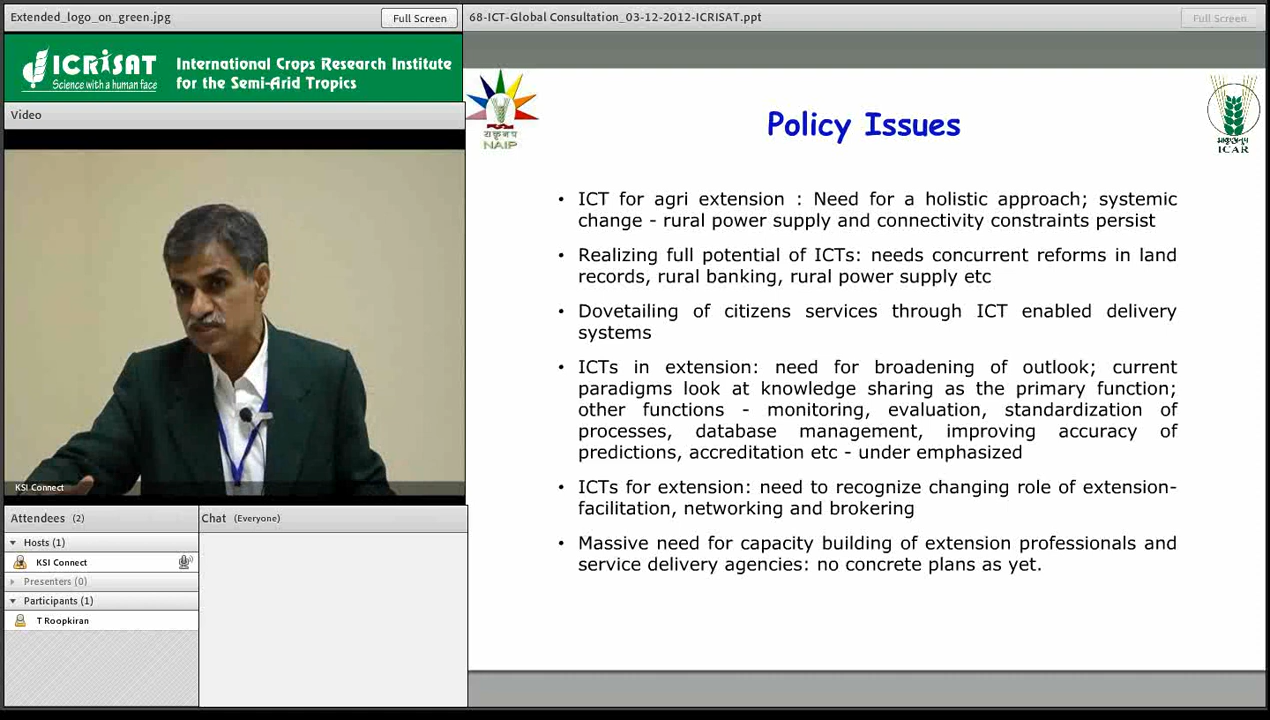 Extended_logo_on_green.jpg
Full Screen
68-ICT-Global Consultation_03-12-2012-ICRISAT.ppt
Full Screen
ICRISAT
Science with a human face
International Crops Research Institute
for the Semi-Arid Tropics
Video
NAIP
ICAR
Policy Issues
• ICT for agri extension : Need for a holistic approach; systemic
change - rural power supply and connectivity constraints persist
• Realizing full potential of ICTs: needs concurrent reforms in land
records, rural banking, rural power supply etc
• Dovetailing of citizens services through ICT enabled delivery
systems
• ICTs in extension: need for broadening of outlook; current
paradigms look at knowledge sharing as the primary function;
other functions - monitoring, evaluation, standardization of
processes, database management, improving accuracy of
predictions, accreditation etc - under emphasized
• ICTs for extension: need to recognize changing role of extension-
facilitation, networking and brokering
• Massive need for capacity building of extension professionals and
service delivery agencies: no concrete plans as yet.
KSI Connect
Attendees (2)
Hosts (1)
KSI Connect
Presenters (0)
Participants (1)
T Roopkiran
Chat (Everyone)